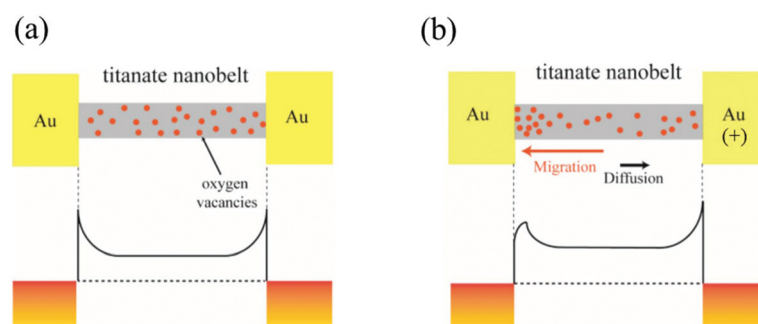 (a)
titanate nanobelt
Au
Au
oxygen
vacancies
(b)
titanate nanobelt
Au
Au
(+)
Migration
Diffusion